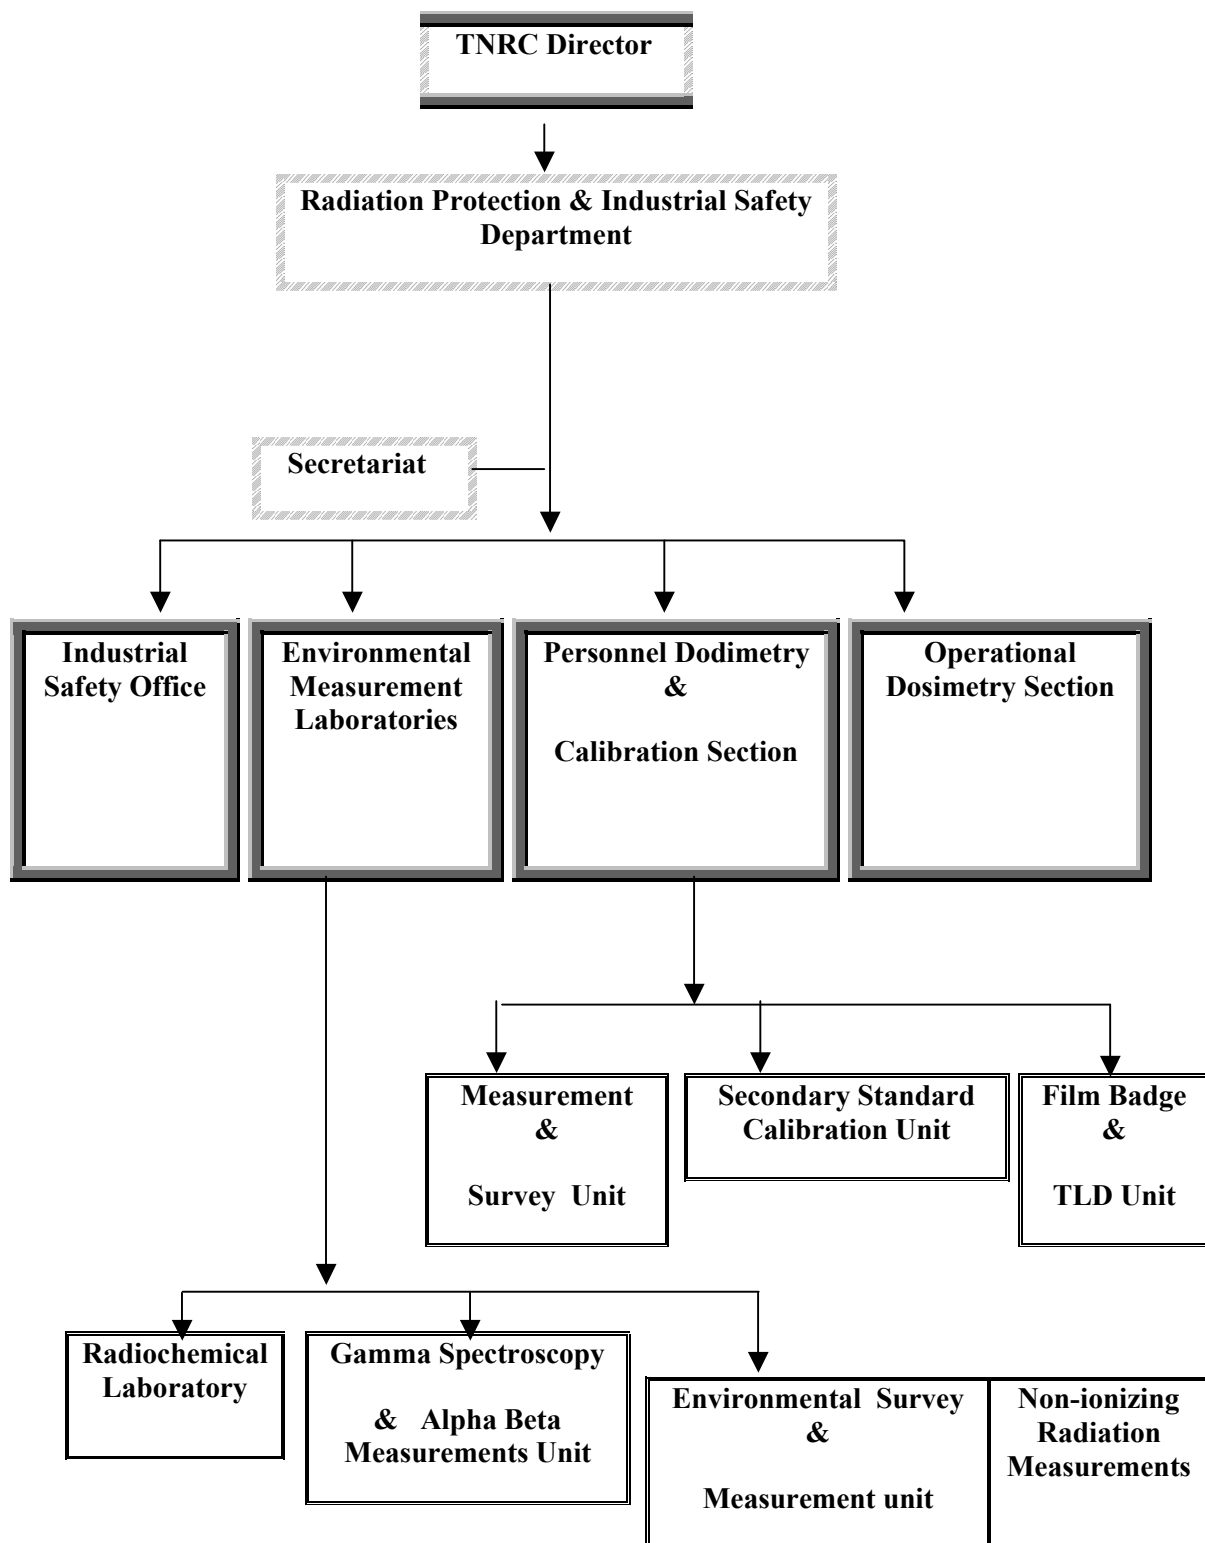 TNRC Director
Radiation Protection & Industrial Safety
Department
Secretariat
Industrial
Safety Office
Environmental
Measurement
Laboratories
Personnel Dodimetry
&
Calibration Section
Operational
Dosimetry Section
Measurement
&
Survey Unit
Secondary Standard
Calibration Unit
Film Badge
&
TLD Unit
Radiochemical
Laboratory
Gamma Spectroscopy
& Alpha Beta
Measurements Unit
Environmental Survey
&
Measurement unit
Non-ionizing
Radiation
Measurements